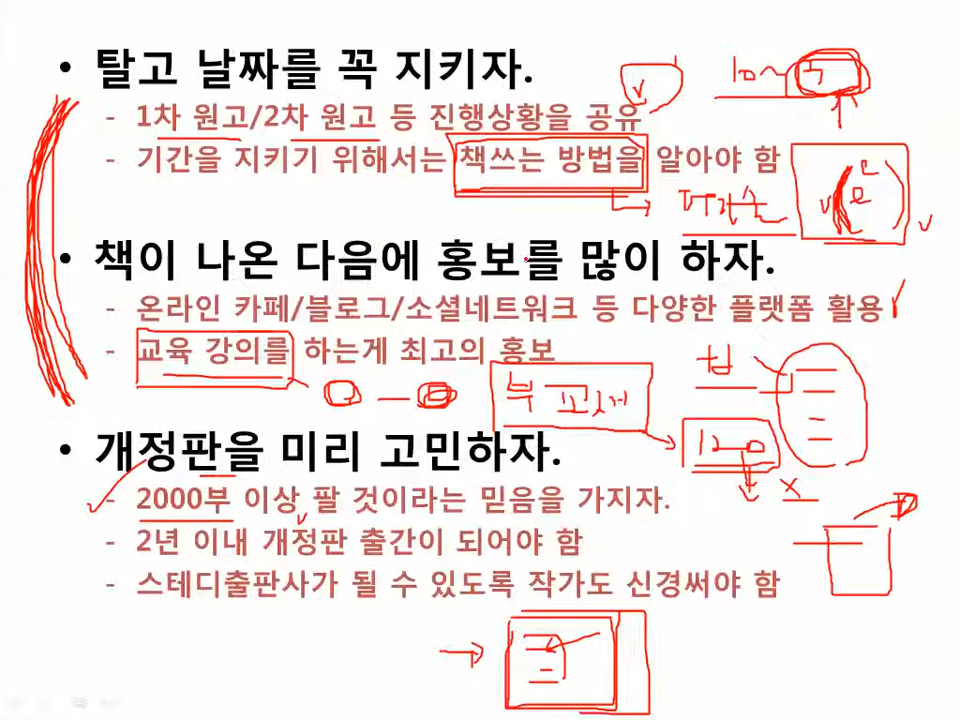 • 탈고 날짜를 꼭 지키자.
- 1차 원고/2차 원고 등 진행상황을 공유
- 기간을 지키기 위해서는 책쓰는 방법을 알아야 함
• 책이 나온 다음에 홍보를 많이 하자.
- 온라인 카페/블로그/소셜네트워크 등 다양한 플랫폼 활용
- 교육 강의를 하는게 최고의 홍보
• 개정판을 미리 고민하자.
- 2000부 이상 팔 것이라는 믿음을 가지자.
- 2년 이내 개정판 출간이 되어야 함
- 스테디출판사가 될 수 있도록 작가도 신경써야 함